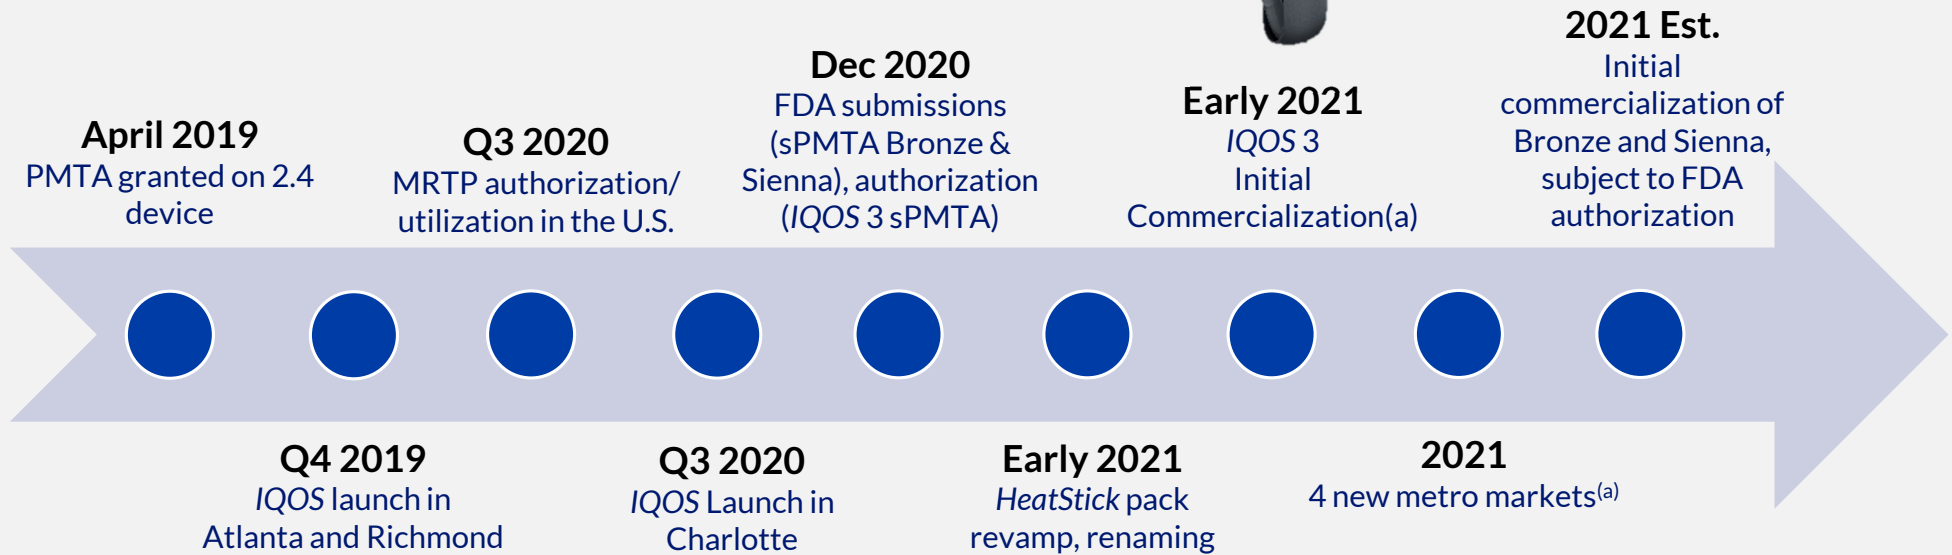 April 2019
PMTA granted on 2.4
device
Q4 2019
IQOS launch in
Atlanta and Richmond
Q3 2020
MRTP authorization/
utilization in the U.S.
Q3 2020
IQOS Launch in
Charlotte
Dec 2020
FDA submissions
(sPMTA Bronze &
Sienna), authorization
(IQOS 3 sPMTA)
Early 2021
HeatStick pack
revamp, renaming
Early 2021
IQOS 3
Initial
Commercialization(a)
2021
4 new metro markets(a)
2021 Est.
Initial
commercialization of
Bronze and Sienna,
subject to FDA
authorization